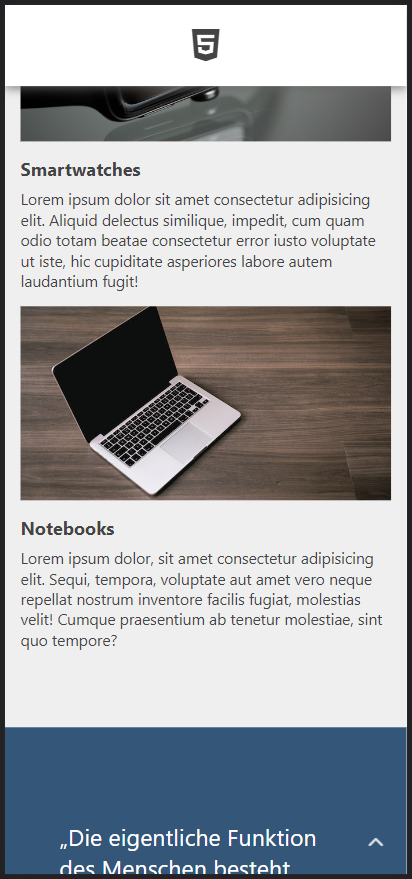 Smartwatches
Lorem ipsum dolor sit amet consectetur adipisicing
elit. Aliquid delectus similique, impedit, cum quam
odio totam beatae consectetur error iusto voluptate
ut iste, hic cupiditate asperiores labore autem
laudantium fugit!
Notebooks
Lorem ipsum dolor, sit amet consectetur adipisicing
elit. Sequi, tempora, voluptate aut amet vero neque
repellat nostrum inventore facilis fugiat, molestias
velit! Cumque praesentium ab tenetur molestiae, sint
quo tempore?
„Die eigentliche Funktion
des Menschen besteht